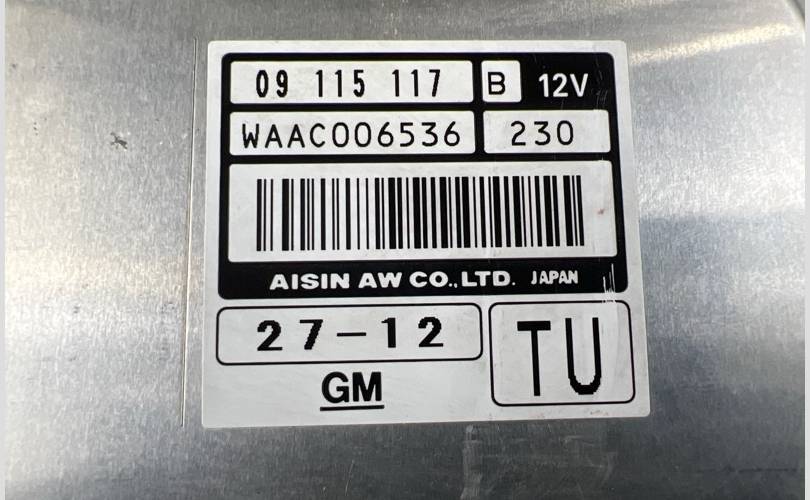 09 115 117 B 12V
WAAC006536 230
AISIN AW CO.,LTD. JAPAN
27-12
TU
GM